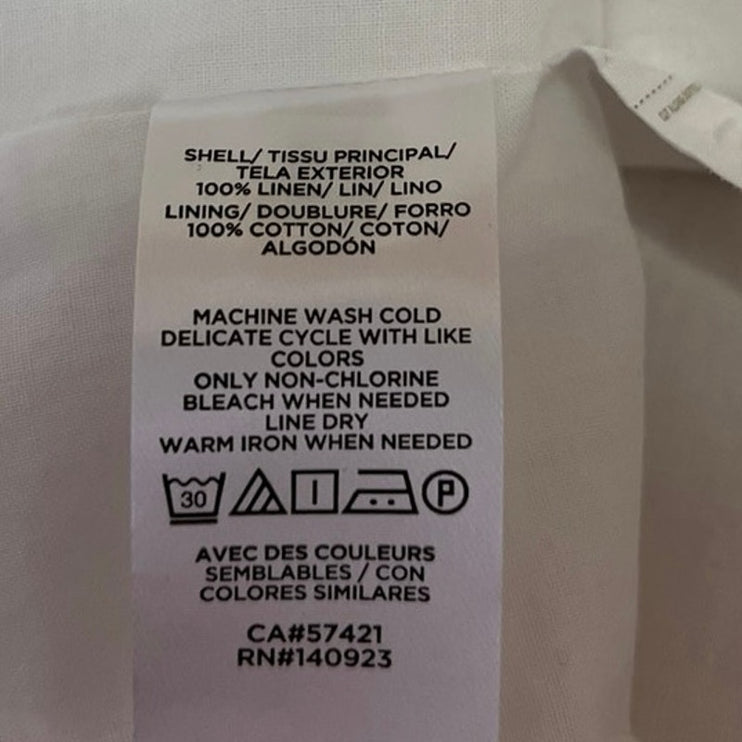 SHELL/ TISSU PRINCIPAL/
TELA EXTERIOR
100% LINEN/ LIN/ LINO
LINING/ DOUBLURE/ FORRO
100% COTTON/ COTON/
ALGODÓN
MACHINE WASH COLD
DELICATE CYCLE WITH LIKE
COLORS
ONLY NON-CHLORINE
BLEACH WHEN NEEDED
LINE DRY
WARM IRON WHEN NEEDED
30 P
AVEC DES COULEURS
SEMBLABLES / CON
COLORES SIMILARES
CA#57421
RN#140923